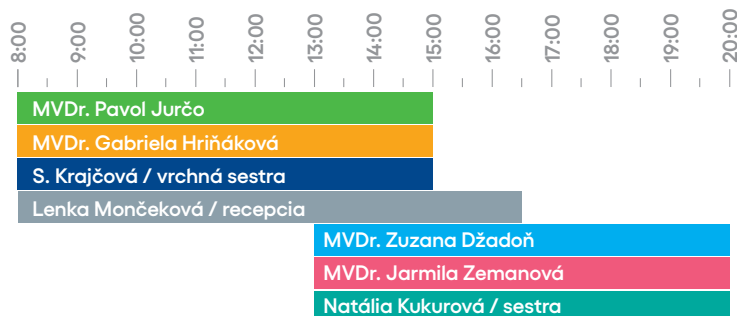 8:00 9:00 10:00 11:00 12:00 13:00 14:00 15:00 16:00 17:00 18:00 19:00 20:00
MVDr. Pavol Jurčo
MVDr. Gabriela Hriňáková
S. Krajčová / vrchná sestra
Lenka Mončeková / recepcia
MVDr. Zuzana Džadoň
MVDr. Jarmila Zemanová
Natália Kukurová / sestra